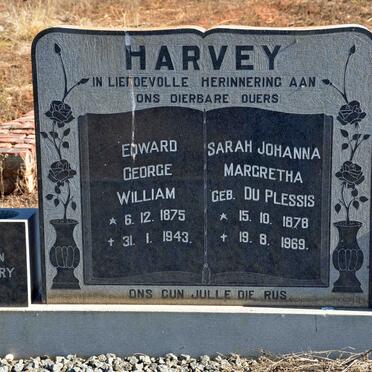 HARVEY
IN LIEFDEVOLLE HERINNERING AAN
ONS DIERBARE OUERS
EDWARD
GEORGE
WILLIAM
* 6.12.1875
† 31.1.1943.
SARAH JOHANNA
MARGRETHA
GEB. DU PLESSIS
* 15.10.1878
† 19.8.1969.
ONS GUN JULLE DIE RUS